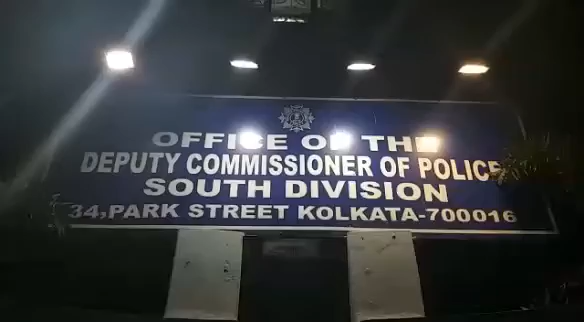 OFFICE OF THE
DEPUTY COMMISSIONER OF POLICE
SOUTH DIVISION
34,PARK STREET KOLKATA-700016